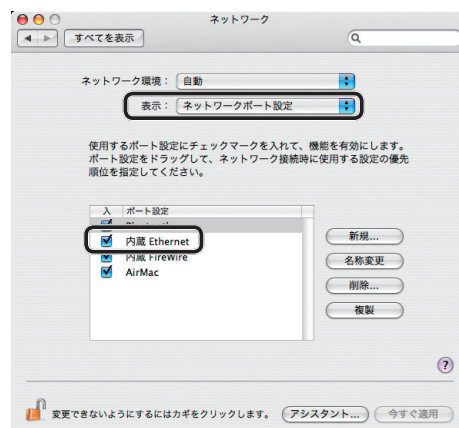 ネットワーク
すべてを表示
ネットワーク環境： 自動
表示： ネットワークポート設定
使用するポート設定にチェックマークを入れて、機能を有効にします。
ポート設定をドラッグして、ネットワーク接続時に使用する設定の優先
順位を指定してください。
入 ポート設定
内蔵 Ethernet
内蔵 FireWire
AirMac
新規...
名称変更
削除...
複製
?
変更できないようにするにはカギをクリックします。
アシスタント...
今すぐ適用